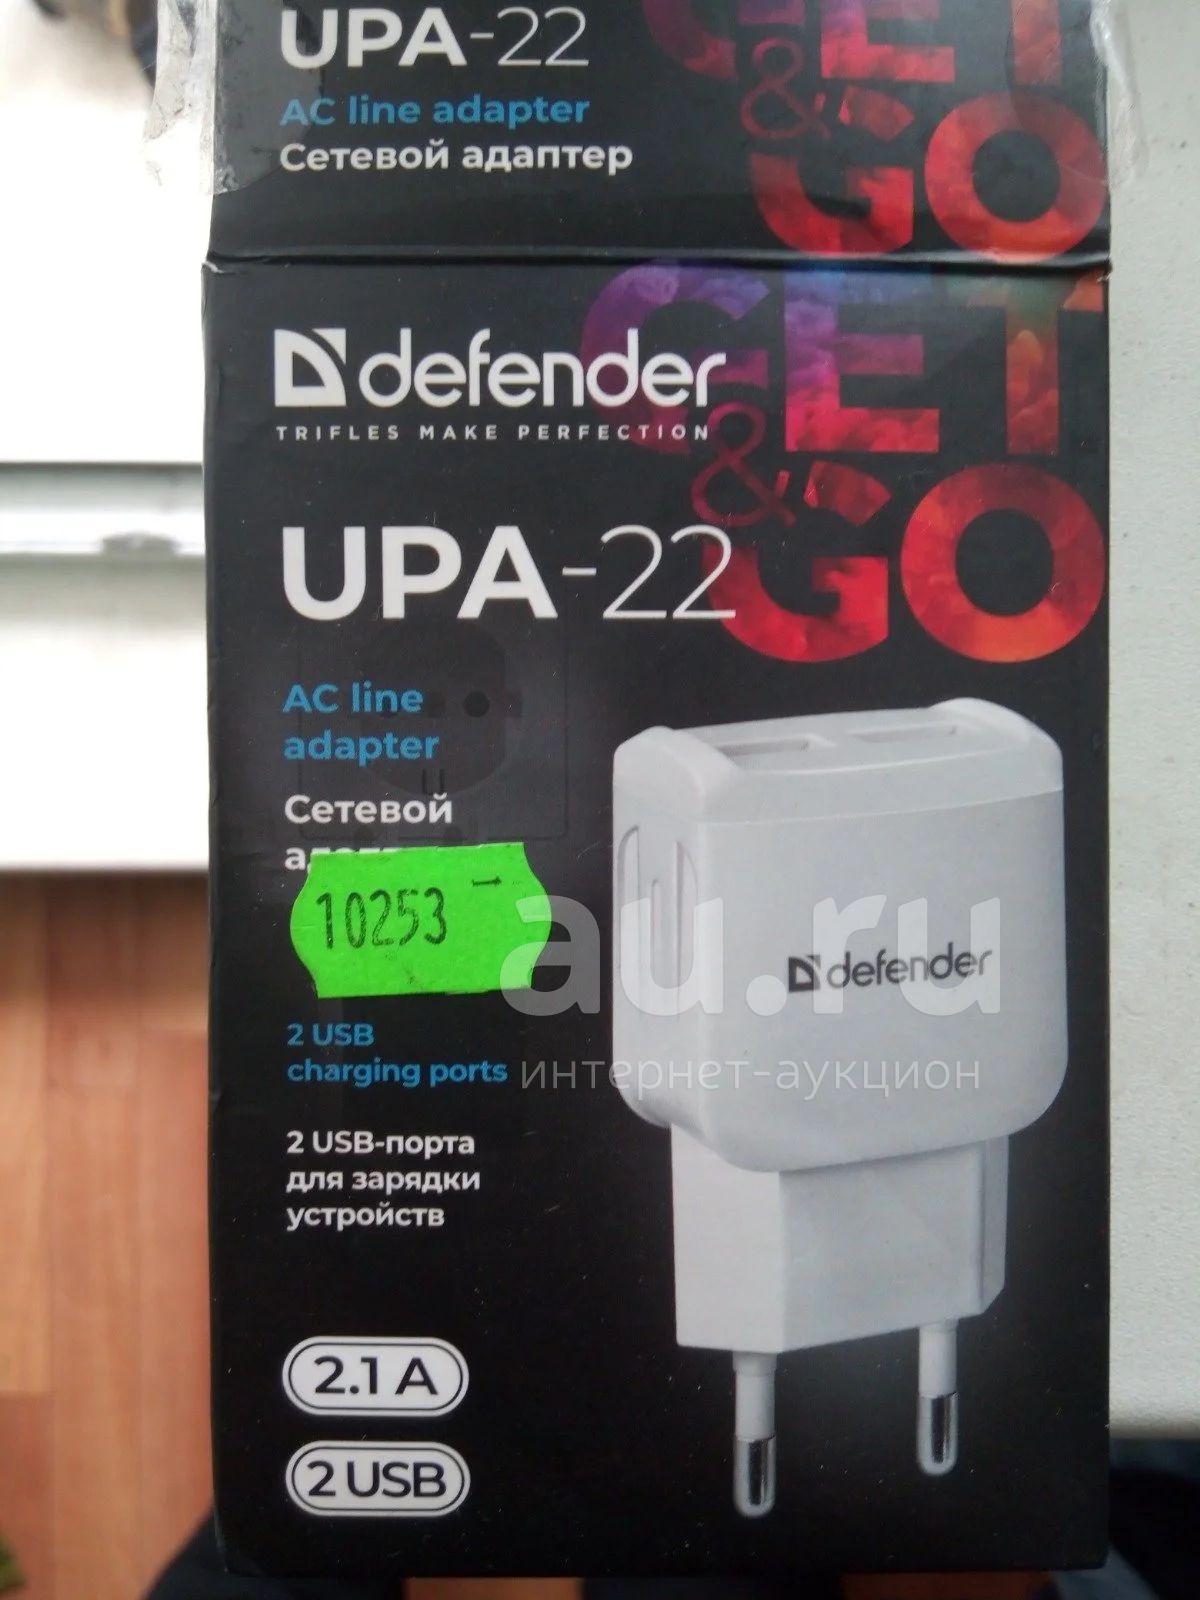 UPA-22
AC line adapter
Сетевой адаптер
GET
&
GO
defender
TRIFLES MAKE PERFECTION
GET
&
GO
UPA-22
AC line
adapter
Сетевой
10253
au.ru
интернет-аукцион
defender
2 USB
charging ports
2 USB-порта
для зарядки
устройств
2.1 A
2 USB